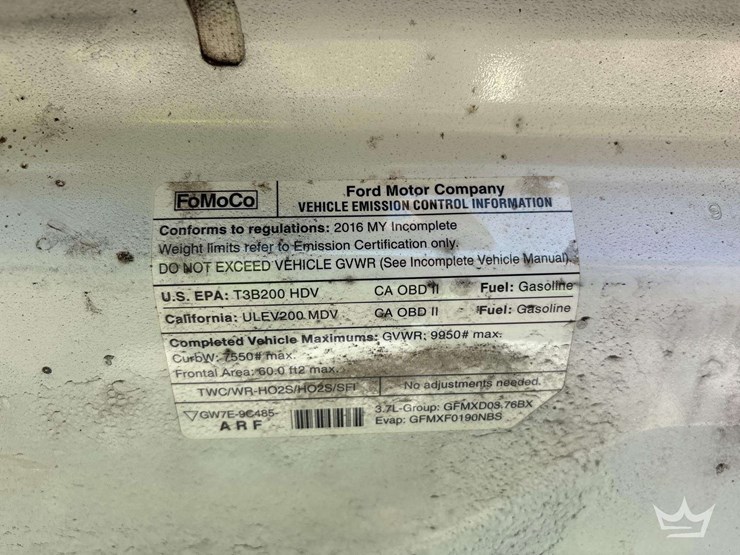 FoMoCo
Ford Motor Company
VEHICLE EMISSION CONTROL INFORMATION
Conforms to regulations: 2016 MY Incomplete
Weight limits refer to Emission Certification only.
DO NOT EXCEED VEHICLE GVWR (See Incomplete Vehicle Manual).
U.S. EPA: T3B200 HDV CA OBD II Fuel: Gasoline
California: ULEV200 MDV CA OBD II Fuel: Gasoline
Completed Vehicle Maximums: GVWR: 9950# max.
CurbW: 7550# max.
Frontal Area: 60.0 ft2 max.
TWC/WR-HO2S/HO2S/SFI No adjustments needed.
GW7E-9C485-
ARF
3.7L-Group: GFMXD03.76BX
Evap: GFMXF0190NBS